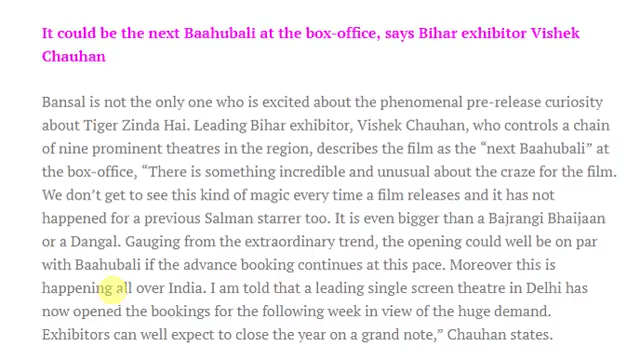 It could be the next Baahubali at the box-office, says Bihar exhibitor Vishek
Chauhan
Bansal is not the only one who is excited about the phenomenal pre-release curiosity
about Tiger Zinda Hai. Leading Bihar exhibitor, Vishek Chauhan, who controls a chain
of nine prominent theatres in the region, describes the film as the “next Baahubali” at
the box-office, “There is something incredible and unusual about the craze for the film.
We don’t get to see this kind of magic every time a film releases and it has not
happened for a previous Salman starrer too. It is even bigger than a Bajrangi Bhaijaan
or a Dangal. Gauging from the extraordinary trend, the opening could well be on par
with Baahubali if the advance booking continues at this pace. Moreover this is
happening all over India. I am told that a leading single screen theatre in Delhi has
now opened the bookings for the following week in view of the huge demand.
Exhibitors can well expect to close the year on a grand note,” Chauhan states.